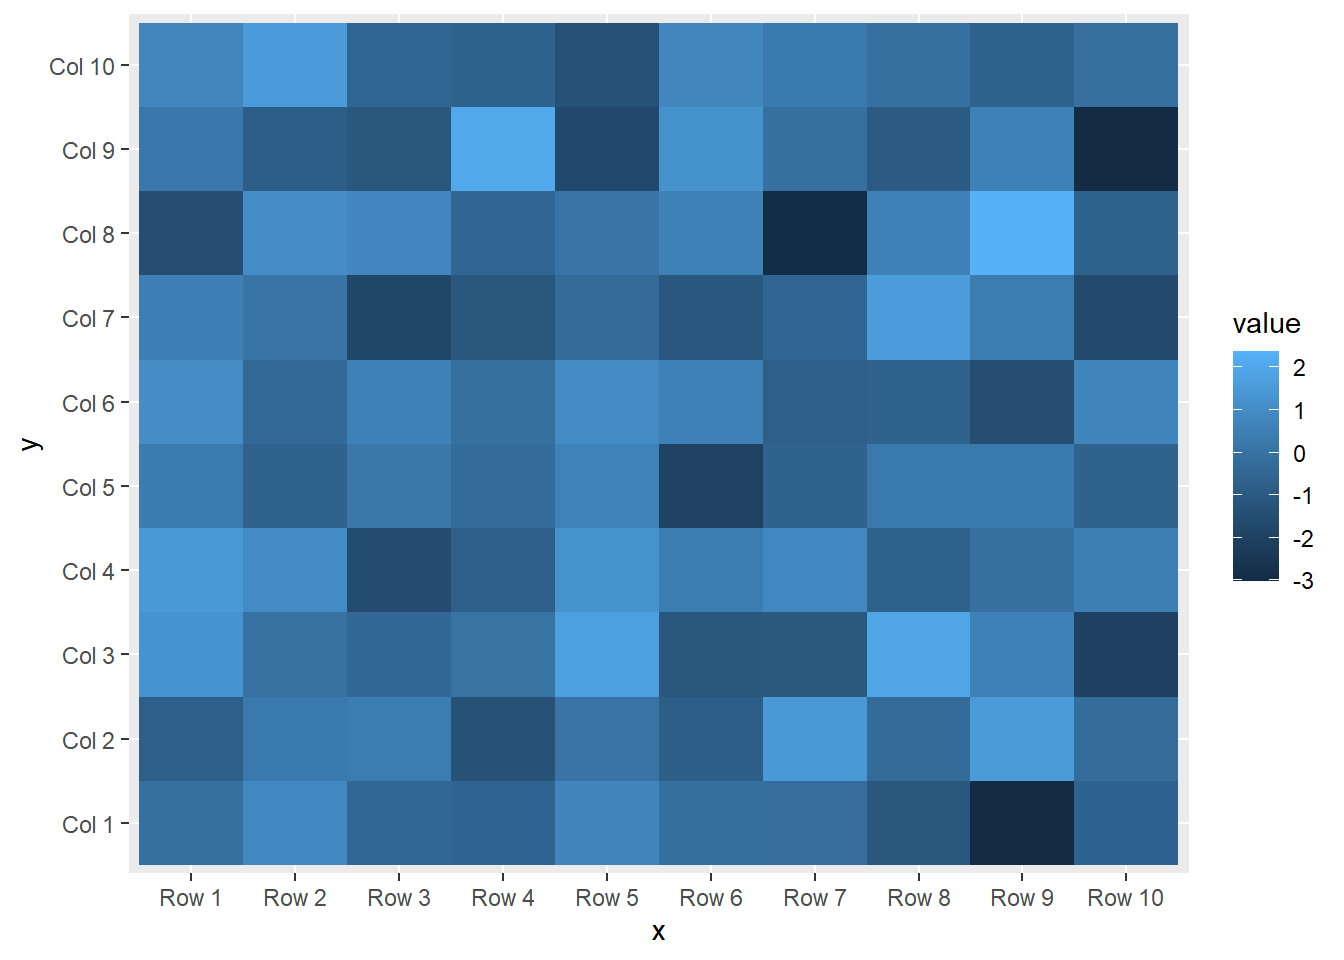 Col 10
Col 9
Col 8
Col 7
Col 6
Col 5
Col 4
Col 3
Col 2
Col 1
y
Row 1 Row 2 Row 3 Row 4 Row 5 Row 6 Row 7 Row 8 Row 9 Row 10
x
value
2
1
0
-1
-2
-3